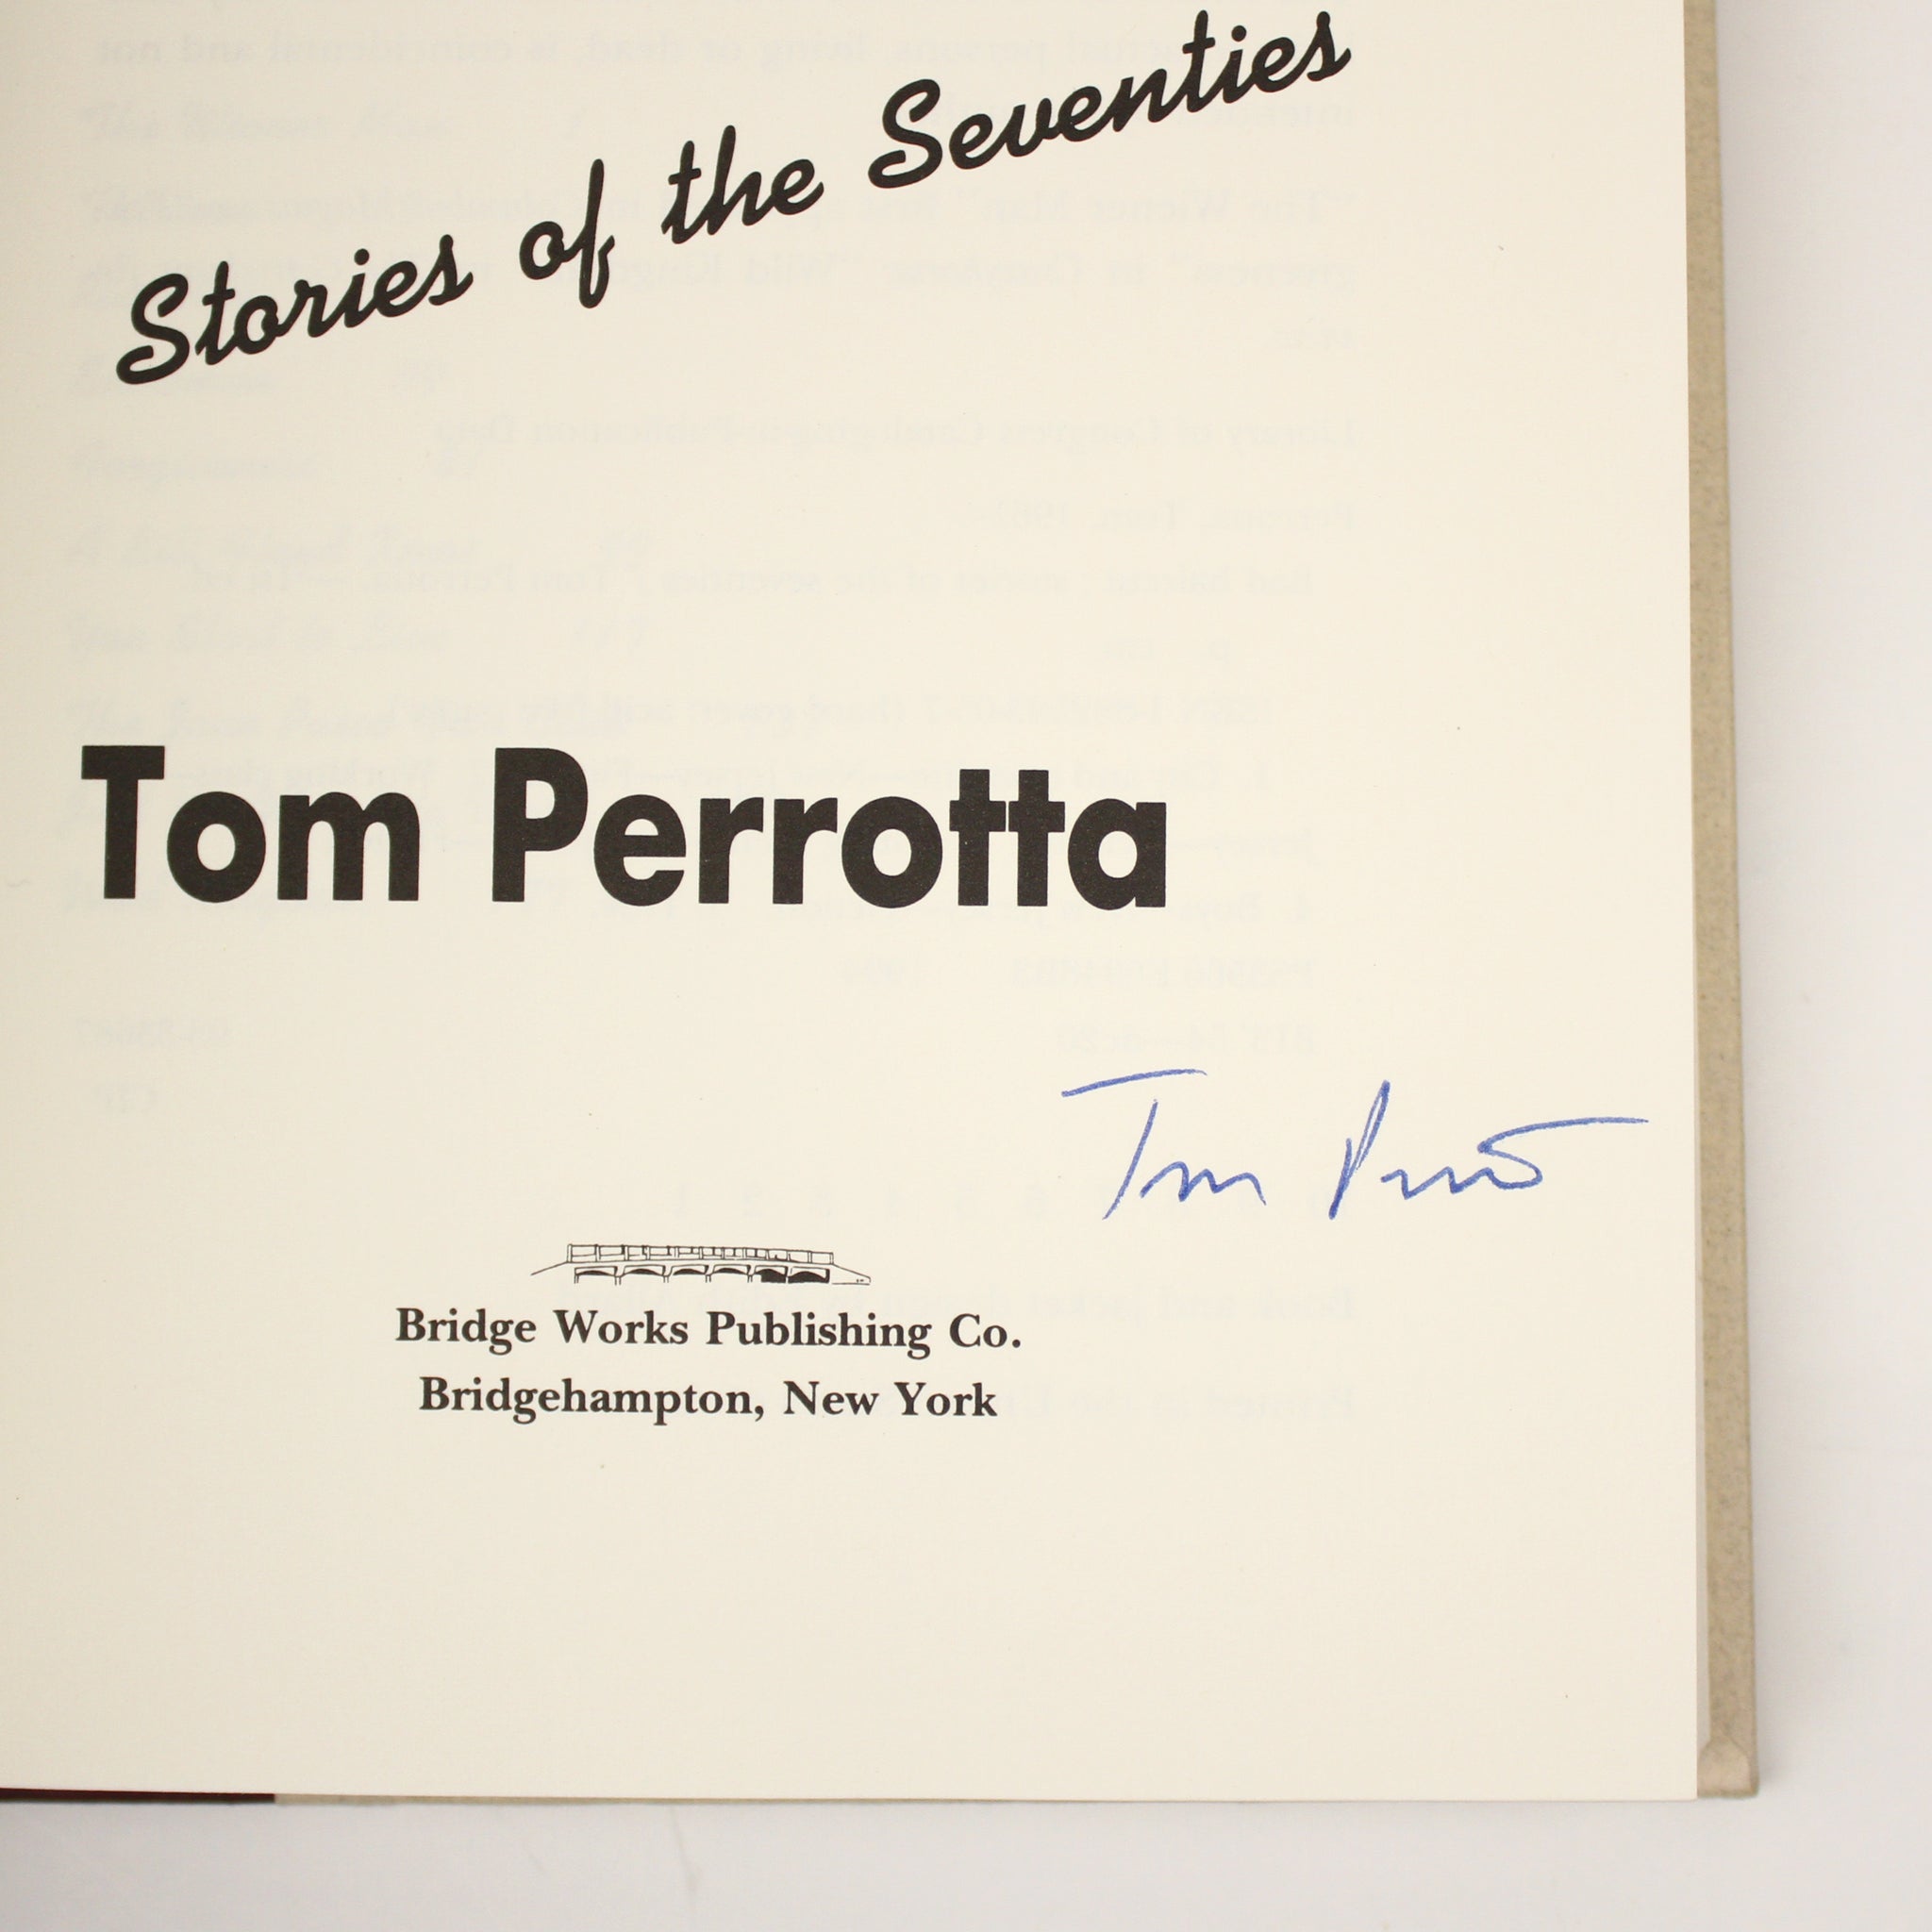 Stories of the Seventies
Tom Perrotta
Tom Perrotta
Bridge Works Publishing Co.
Bridgehampton, New York